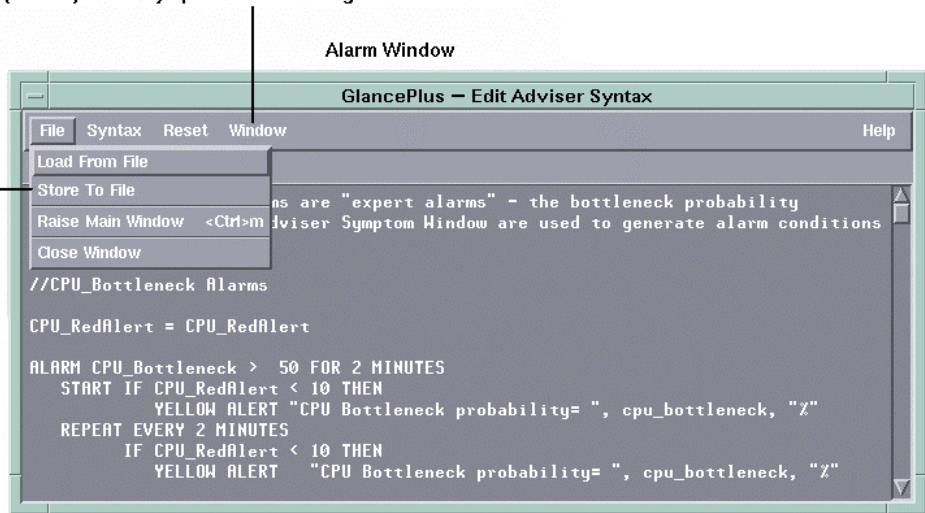 Alarm Window
GlancePlus – Edit Adviser Syntax
File Syntax Reset Window Help
Load From File
Store To File
Raise Main Window <Ctrl>m
Close Window
ns are "expert alarms" - the bottleneck probability
dviser Symptom Window are used to generate alarm conditions
//CPU_Bottleneck Alarms
CPU_RedAlert = CPU_RedAlert
ALARM CPU_Bottleneck > 50 FOR 2 MINUTES
START IF CPU_RedAlert < 10 THEN
YELLOW ALERT "CPU Bottleneck probability= ", cpu_bottleneck, "%"
REPEAT EVERY 2 MINUTES
IF CPU_RedAlert < 10 THEN
YELLOW ALERT "CPU Bottleneck probability= ", cpu_bottleneck, "%"